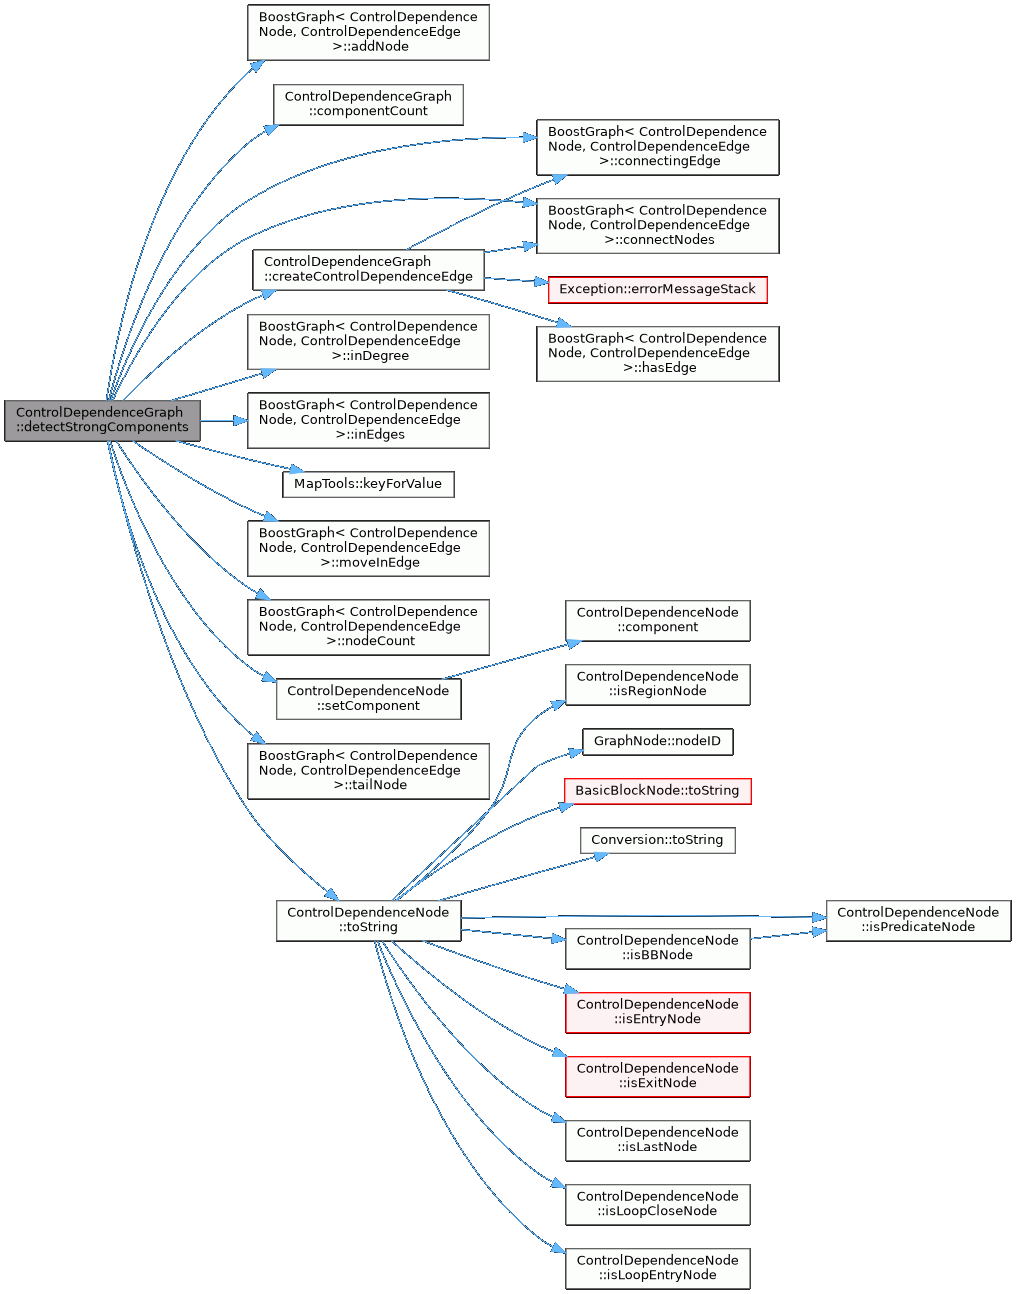 BoostGraph< ControlDependence
Node, ControlDependenceEdge
>::addNode
ControlDependenceGraph
::componentCount
BoostGraph< ControlDependence
Node, ControlDependenceEdge
>::connectingEdge
BoostGraph< ControlDependence
Node, ControlDependenceEdge
>::connectNodes
ControlDependenceGraph
::createControlDependenceEdge
Exception::errorMessageStack
BoostGraph< ControlDependence
Node, ControlDependenceEdge
>::inDegree
BoostGraph< ControlDependence
Node, ControlDependenceEdge
>::hasEdge
ControlDependenceGraph
::detectStrongComponents
BoostGraph< ControlDependence
Node, ControlDependenceEdge
>::inEdges
MapTools::keyForValue
BoostGraph< ControlDependence
Node, ControlDependenceEdge
>::moveInEdge
BoostGraph< ControlDependence
Node, ControlDependenceEdge
>::nodeCount
ControlDependenceNode
::component
ControlDependenceNode
::setComponent
ControlDependenceNode
::isRegionNode
GraphNode::nodeID
BoostGraph< ControlDependence
Node, ControlDependenceEdge
>::tailNode
BasicBlockNode::toString
Conversion::toString
ControlDependenceNode
::toString
ControlDependenceNode
::isPredicateNode
ControlDependenceNode
::isBBNode
ControlDependenceNode
::isEntryNode
ControlDependenceNode
::isExitNode
ControlDependenceNode
::isLastNode
ControlDependenceNode
::isLoopCloseNode
ControlDependenceNode
::isLoopEntryNode